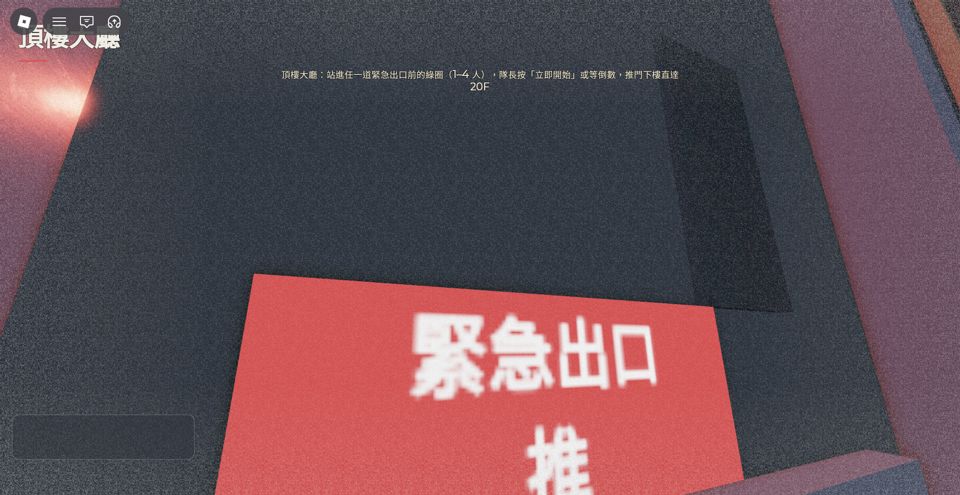 頂樓大廳
頂樓大廳：站進任一道緊急出口前的綠圈（1–4 人），隊長按「立即開始」或等倒數，推門下樓直達
20F
緊急出口
推